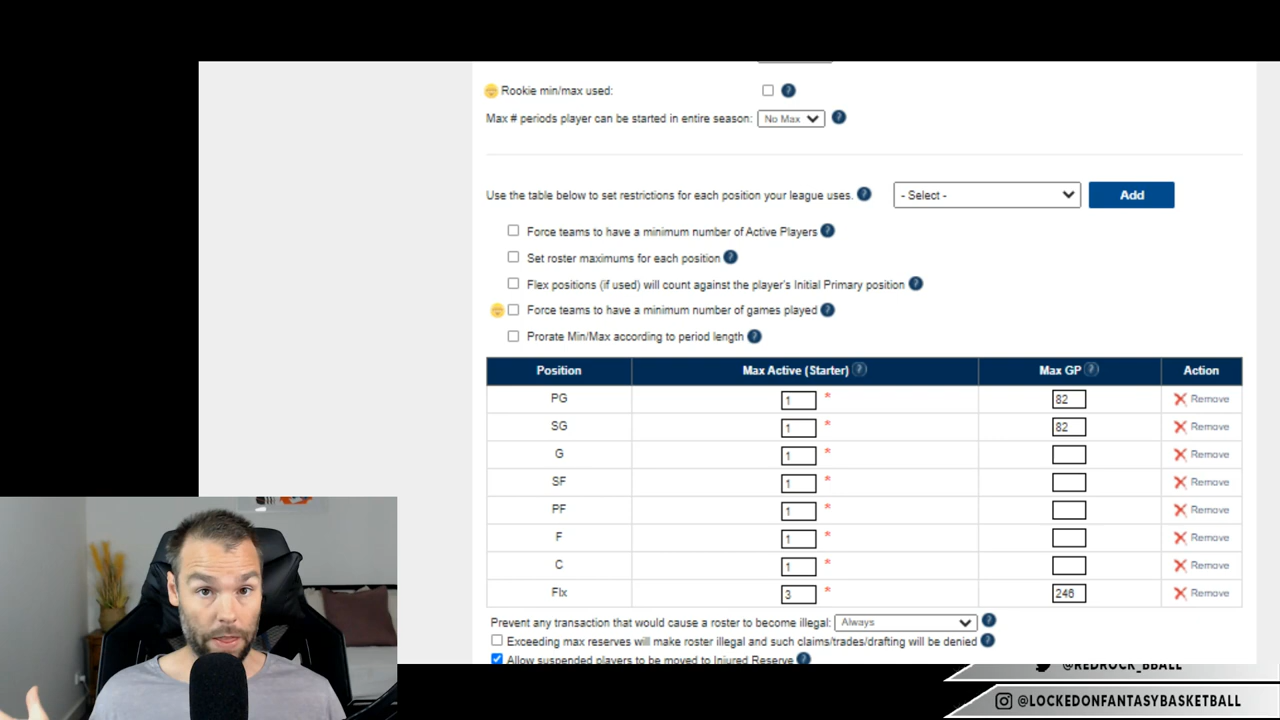 Rookie min/max used:
Max # periods player can be started in entire season: No Max
Use the table below to set restrictions for each position your league uses. - Select - Add
Force teams to have a minimum number of Active Players
Set roster maximums for each position
Flex positions (if used) will count against the player's Initial Primary position
Force teams to have a minimum number of games played
Prorate Min/Max according to period length
Position Max Active (Starter) Max GP Action
PG 1 * 82 Remove
SG 1 * 82 Remove
G 1 * Remove
SF 1 * Remove
PF 1 * Remove
F 1 * Remove
C 1 * Remove
Flx 3 * 246 Remove
Prevent any transaction that would cause a roster to become illegal: Always
Exceeding max reserves will make roster illegal and such claims/trades/drafting will be denied
Allow suspended players to be moved to Injured Reserve
@REDROCK_BBALL
@LOCKEDONFANTASYBASKETBALL